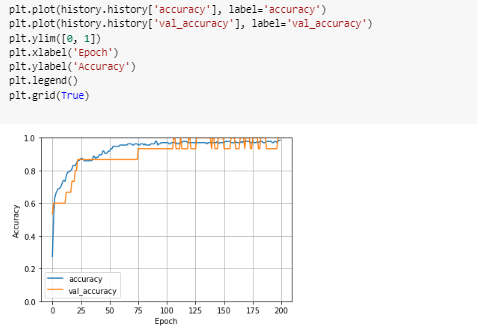 plt.plot(history.history['accuracy'], label='accuracy')
plt.plot(history.history['val_accuracy'], label='val_accuracy')
plt.ylim([0, 1])
plt.xlabel('Epoch')
plt.ylabel('Accuracy')
plt.legend()
plt.grid(True)
1.0
0.8
0.6
0.4
0.2
0.0
Accuracy
accuracy
val_accuracy
0 25 50 75 100 125 150 175 200
Epoch